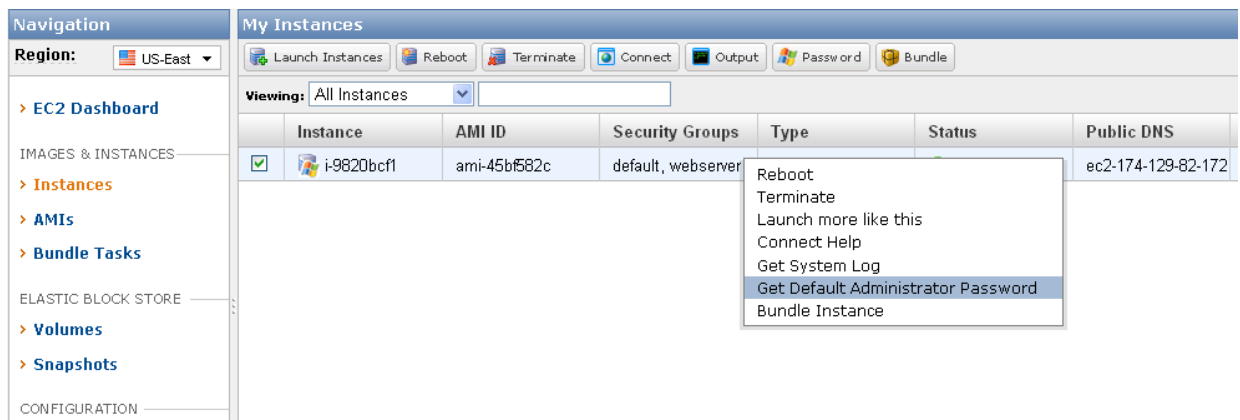 Navigation
Region: US-East
EC2 Dashboard
IMAGES & INSTANCES
Instances
AMIs
Bundle Tasks
ELASTIC BLOCK STORE
Volumes
Snapshots
CONFIGURATION
My Instances
Launch Instances Reboot Terminate Connect Output Password Bundle
Viewing: All Instances
Instance AMI ID Security Groups Type Status Public DNS
i-9820bcf1 ami-45bf582c default, webserver ec2-174-129-82-172
Reboot
Terminate
Launch more like this
Connect Help
Get System Log
Get Default Administrator Password
Bundle Instance